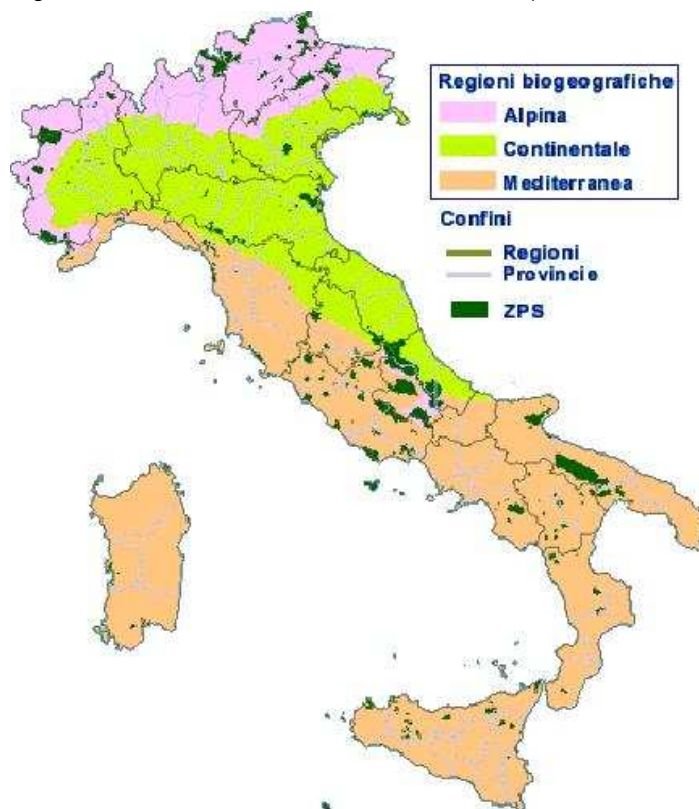 Regioni biogeografiche
Alpina
Continentale
Mediterranea
Confini
Regioni
Provincie
ZPS